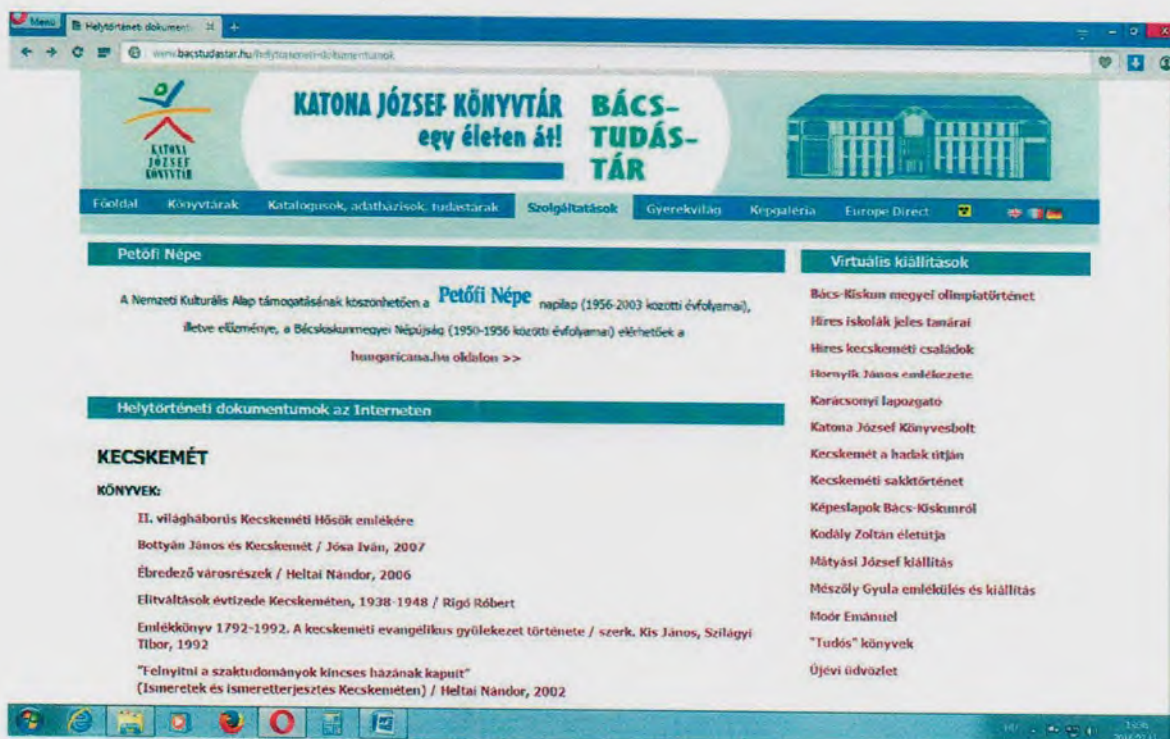 Menü
Helytörténeti dokument
www.bacstudastar.hu/helytorteneti-dokumentumok
KATONA
JÓZSEF
KÖNYVTÁR
KATONA JÓZSEF KÖNYVTÁR
egy életen át!
BÁCS-
TUDÁS-
TÁR
Főoldal Könyvtárak Katalógusok, adatbázisok, tudástárak Szolgáltatások Gyerekvilág Képgaléria Europe Direct
Petőfi Népe
A Nemzeti Kulturális Alap támogatásának köszönhetően a Petőfi Népe napilap (1956-2003 közötti évfolyamai),
illetve előzménye, a Bácskiskunmegyei Népújság (1950-1956 közötti évfolyamai) elérhetőek a
hungaricana.hu oldalon >>
Helytörténeti dokumentumok az Interneten
KECSKEMÉT
KÖNYVEK:
II. világháborús Kecskeméti Hősök emlékére
Bottyán János és Kecskemét / Jósa Iván, 2007
Ébredező városrészek / Heltai Nándor, 2006
Elitváltások évtizede Kecskeméten, 1938-1948 / Rigó Róbert
Emlékkönyv 1792-1992. A kecskeméti evangélikus gyülekezet története / szerk. Kis János, Szilágyi
Tibor, 1992
"Felnyitni a szaktudományok kincses házának kapuit"
(Ismeretek és ismeretterjesztés Kecskeméten) / Heltai Nándor, 2002
Virtuális kiállítások
Bács-Kiskun megyei olimpiatörténet
Híres iskolák jeles tanárai
Híres kecskeméti családok
Hornyik János emlékezete
Karácsonyi lapozgató
Katona József Könyvesbolt
Kecskemét a hadak útján
Kecskeméti sakktörténet
Képeslapok Bács-Kiskunról
Kodály Zoltán életútja
Mátyási József kiállítás
Mészöly Gyula emlékülés és kiállítás
Moór Emánuel
"Tudós" könyvek
Újévi üdvözlet
HU